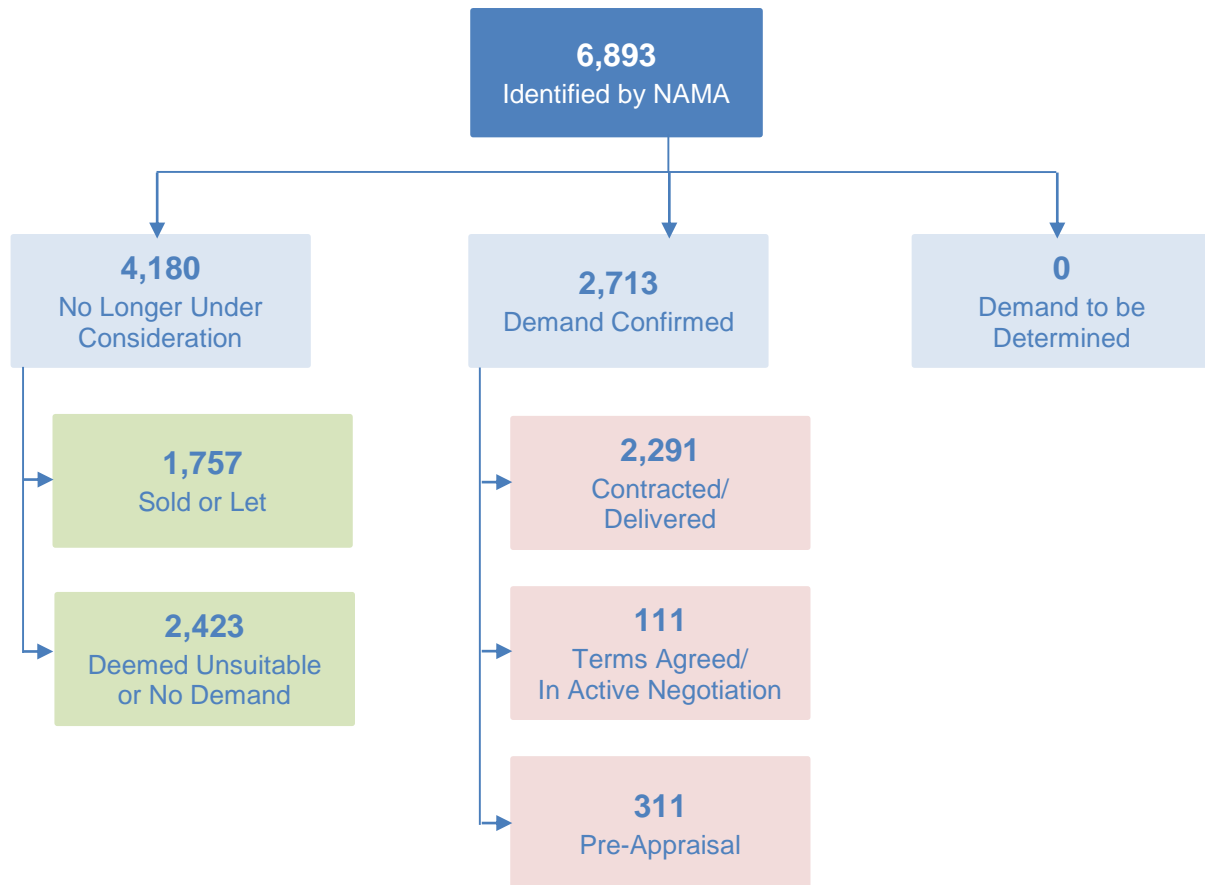 6,893
Identified by NAMA
4,180
No Longer Under
Consideration
2,713
Demand Confirmed
0
Demand to be
Determined
1,757
Sold or Let
2,423
Deemed Unsuitable
or No Demand
2,291
Contracted/
Delivered
111
Terms Agreed/
In Active Negotiation
311
Pre-Appraisal